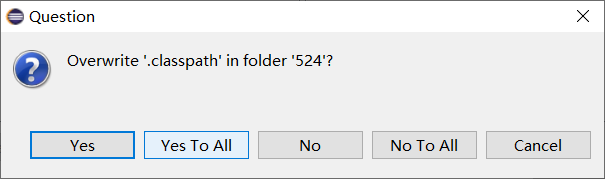 Question
Overwrite '.classpath' in folder '524'?
Yes
Yes To All
No
No To All
Cancel